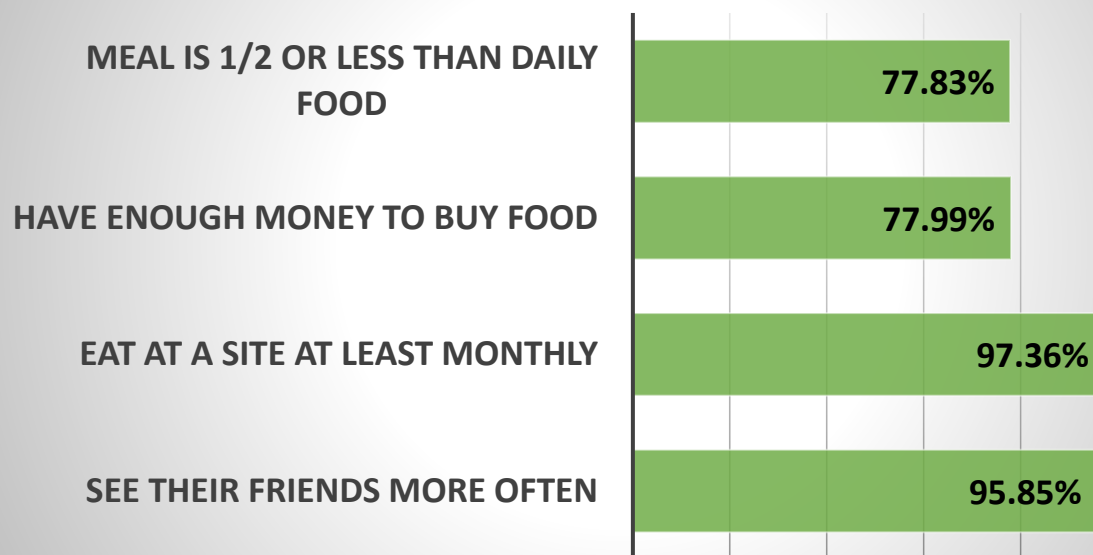 MEAL IS 1/2 OR LESS THAN DAILY
FOOD
77.83%
HAVE ENOUGH MONEY TO BUY FOOD
77.99%
EAT AT A SITE AT LEAST MONTHLY
97.36%
SEE THEIR FRIENDS MORE OFTEN
95.85%